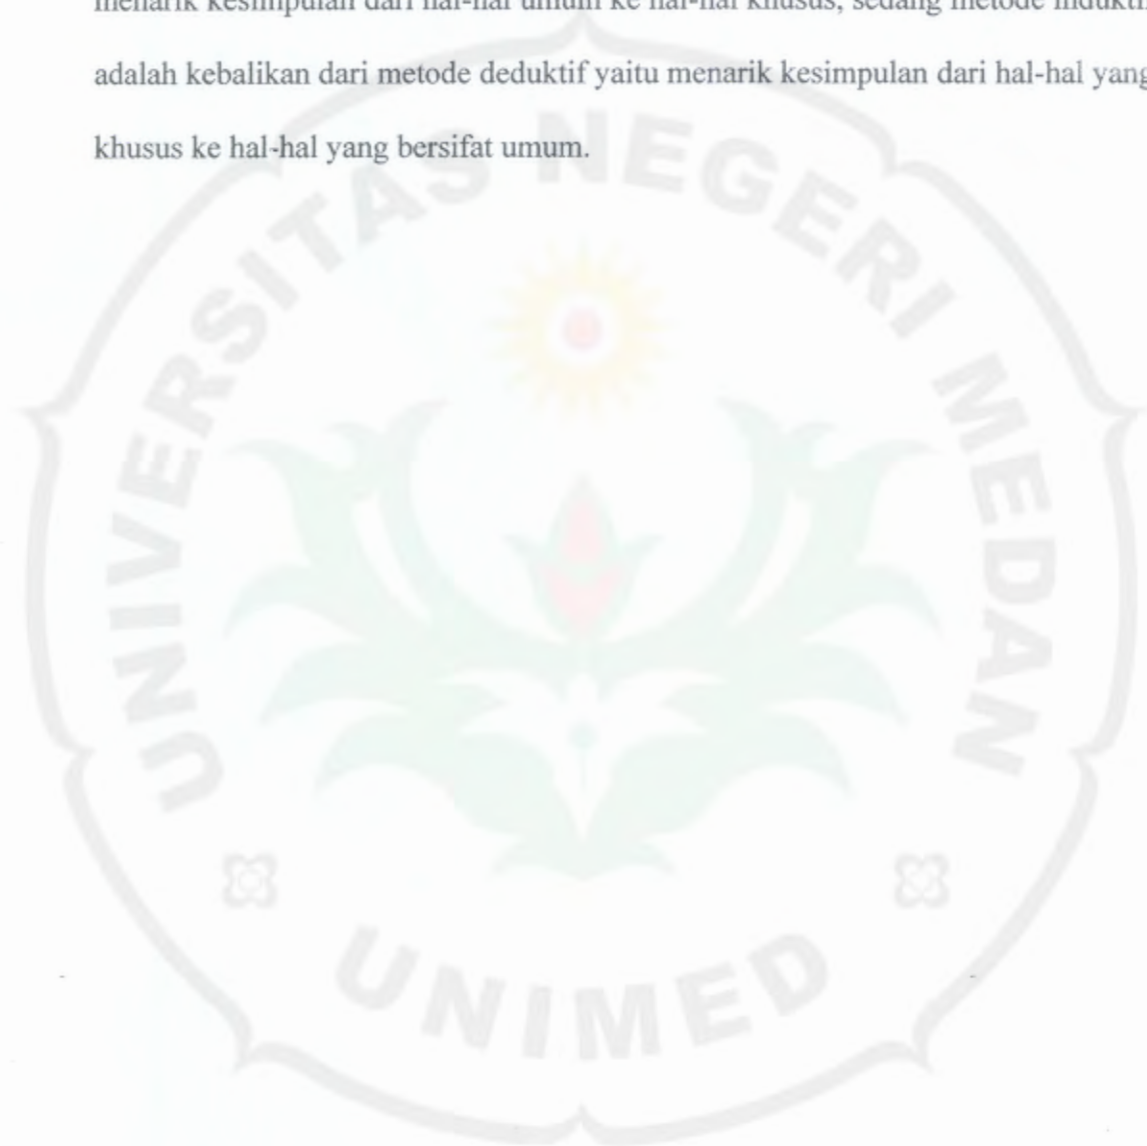 menarik kesimpulan dari hal-hal umum ke hal-hal khusus, sedang metode induktif
adalah kebalikan dari metode deduktif yaitu menarik kesimpulan dari hal-hal yang
khusus ke hal-hal yang bersifat umum.
UNIVERSITAS NEGERI MEDAN
UNIMED